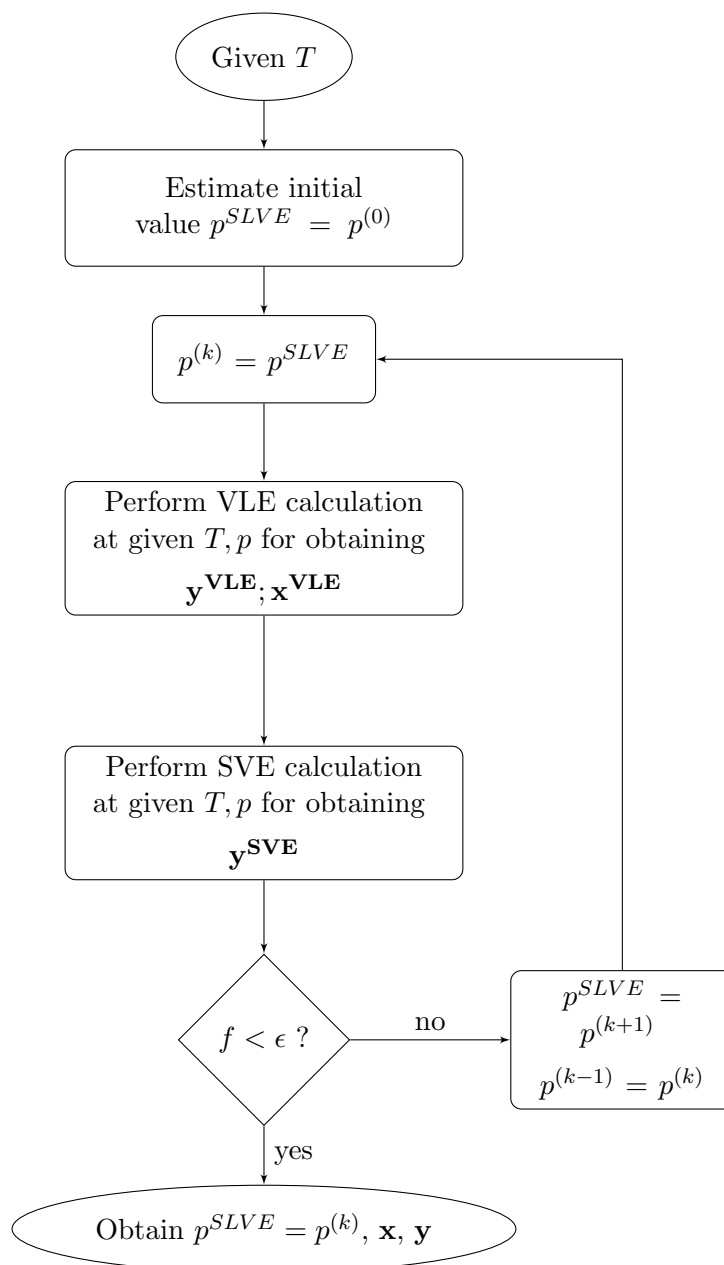 Given T
Estimate initial
value p^{SLVE} = p^{(0)}
p^{(k)} = p^{SLVE}
Perform VLE calculation
at given T, p for obtaining
y^{VLE}; x^{VLE}
Perform SVE calculation
at given T, p for obtaining
y^{SVE}
f < ϵ ?
no
p^{SLVE} =
p^{(k+1)}
p^{(k−1)} = p^{(k)}
yes
Obtain p^{SLVE} = p^{(k)}, x, y